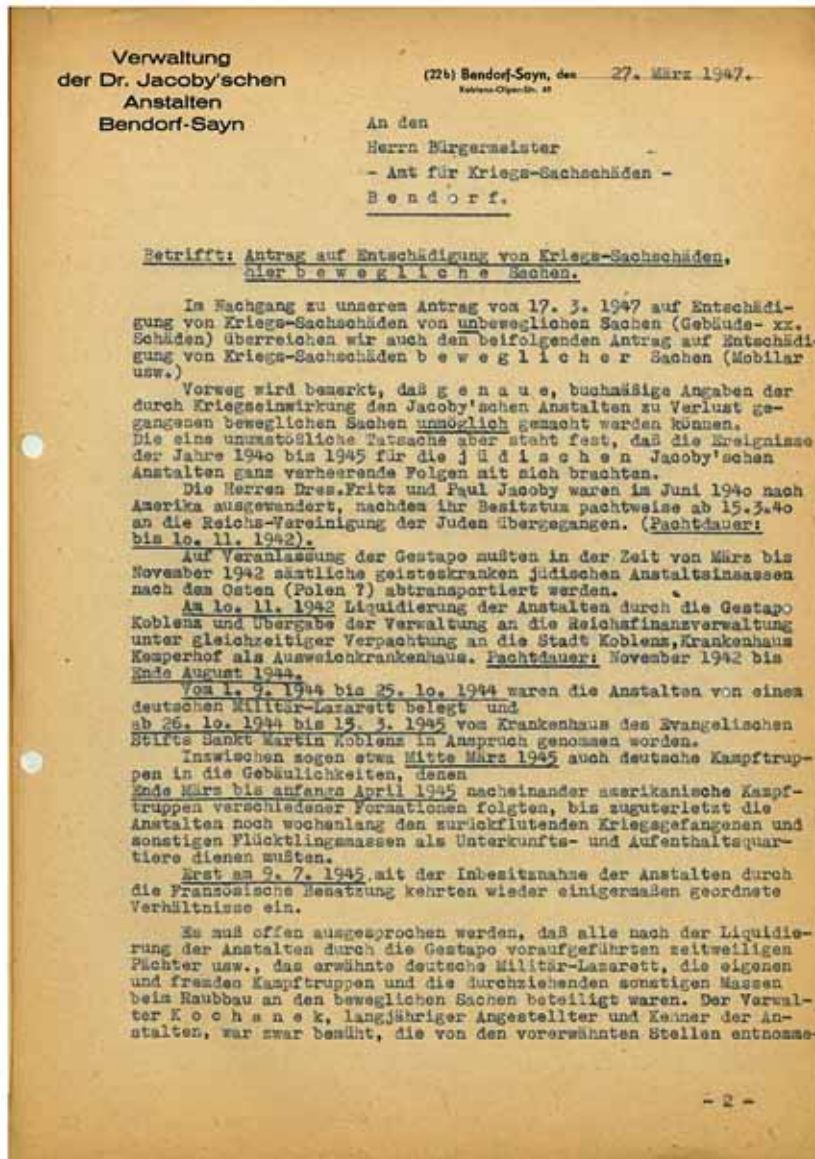 Verwaltung
der Dr. Jacoby'schen
Anstalten
Bendorf-Sayn
(22b) Bendorf-Sayn, den 27. März 1947.
Koblenz-Olper-Str. 49
An den
Herrn Bürgermeister
- Amt für Kriegs-Sachschäden -
B e n d o r f.
Betrifft: Antrag auf Entschädigung von Kriegs-Sachschäden,
hier b e w e g l i c h e Sachen.
Im Nachgang zu unserem Antrag vom 17. 3. 1947 auf Entschädi-
gung von Kriegs-Sachschäden von unbeweglichen Sachen (Gebäude- xx.
Schäden) überreichen wir auch den beifolgenden Antrag auf Entschädi-
gung von Kriegs-Sachschäden b e w e g l i c h e r Sachen (Mobilar
usw.)
Vorweg wird bemerkt, daß g e n a u e, buchmäßige Angaben der
durch Kriegseinwirkung den Jacoby'schen Anstalten zu Verlust ge-
gangenen beweglichen Sachen unmöglich gemacht werden können.
Die eine unumstößliche Tatsache aber steht fest, daß die Ereignisse
der Jahre 194o bis 1945 für die j ü d i s c h e n Jacoby'schen
Anstalten ganz verheerende Folgen mit sich brachten.
Die Herren Dres.Fritz und Paul Jacoby waren im Juni 194o nach
Amerika ausgewandert, nachdem ihr Besitztum pachtweise ab 15.3.4o
an die Reichs-Vereinigung der Juden übergegangen. (Pachtdauer:
bis 1o. 11. 1942).
Auf Veranlassung der Gestapo mußten in der Zeit von März bis
November 1942 sämtliche geisteskranken jüdischen Anstaltsinsassen
nach dem Osten (Polen ?) abtransportiert werden.
Am 1o. 11. 1942 Liquidierung der Anstalten durch die Gestapo
Koblenz und Übergabe der Verwaltung an die Reichsfinanzverwaltung
unter gleichzeitiger Verpachtung an die Stadt Koblenz,Krankenhaus
Kemperhof als Ausweichkrankenhaus. Pachtdauer: November 1942 bis
Ende August 1944.
Vom 1. 9. 1944 bis 25. 1o. 1944 waren die Anstalten von einem
deutschen Militär-Lazarett belegt und
ab 26. 1o. 1944 bis 15. 3. 1945 vom Krankenhaus des Evangelischen
Stifts Sankt Martin Koblenz in Anspruch genommen worden.
Inzwischen zogen etwa Mitte März 1945 auch deutsche Kampftrup-
pen in die Gebäulichkeiten, denen
Ende März bis anfangs April 1945 nacheinander amerikanische Kampf-
truppen verschiedener Formationen folgten, bis zuguterletzt die
Anstalten noch wochenlang den zurückflutenden Kriegsgefangenen und
sonstigen Flücktlingsmassen als Unterkunfts- und Aufenthaltsquar-
tiere dienen mußten.
Erst am 9. 7. 1945 mit der Inbesitznahme der Anstalten durch
die Französische Besatzung kehrten wieder einigermaßen geordnete
Verhältnisse ein.
Es muß offen ausgesprochen werden, daß alle nach der Liquidie-
rung der Anstalten durch die Gestapo voraufgeführten zeitweiligen
Pächter usw., das erwähnte deutsche Militär-Lazarett, die eigenen
und fremden Kampftruppen und die durchziehenden sonstigen Massen
beim Raubbau an den beweglichen Sachen beteiligt waren. Der Verwal-
ter K o c h a n e k, langjähriger Angestellter und Kenner der An-
stalten, war zwar bemüht, die von den vorerwähnten Stellen entnomme-
- 2 -